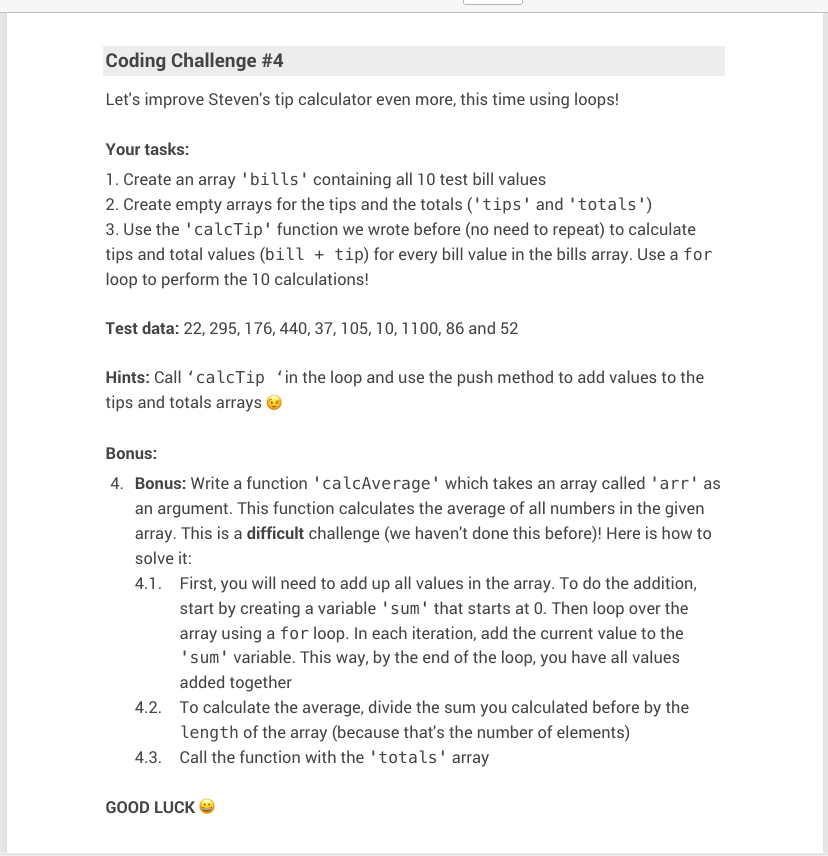 Coding Challenge #4
Let's improve Steven's tip calculator even more, this time using loops!
Your tasks:
1. Create an array 'bills' containing all 10 test bill values
2. Create empty arrays for the tips and the totals ('tips' and 'totals')
3. Use the 'calcTip' function we wrote before (no need to repeat) to calculate
tips and total values (bill + tip) for every bill value in the bills array. Use a for
loop to perform the 10 calculations!
Test data: 22, 295, 176, 440, 37, 105, 10, 1100, 86 and 52
Hints: Call ‘calcTip ‘in the loop and use the push method to add values to the
tips and totals arrays 😉
Bonus:
4. Bonus: Write a function 'calcAverage' which takes an array called 'arr' as
an argument. This function calculates the average of all numbers in the given
array. This is a difficult challenge (we haven't done this before)! Here is how to
solve it:
4.1. First, you will need to add up all values in the array. To do the addition,
start by creating a variable 'sum' that starts at 0. Then loop over the
array using a for loop. In each iteration, add the current value to the
'sum' variable. This way, by the end of the loop, you have all values
added together
4.2. To calculate the average, divide the sum you calculated before by the
length of the array (because that's the number of elements)
4.3. Call the function with the 'totals' array
GOOD LUCK 😀